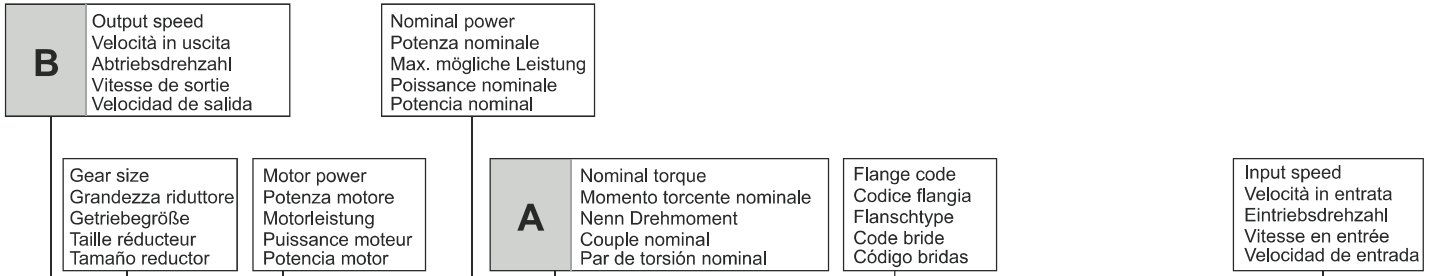 B
Output speed
Velocità in uscita
Abtriebsdrehzahl
Vitesse de sortie
Velocidad de salida
Nominal power
Potenza nominale
Max. mögliche Leistung
Poissance nominale
Potencia nominal
Gear size
Grandezza riduttore
Getriebegröße
Taille réducteur
Tamaño reductor
Motor power
Potenza motore
Motorleistung
Puissance moteur
Potencia motor
A
Nominal torque
Momento torcente nominale
Nenn Drehmoment
Couple nominal
Par de torsión nominal
Flange code
Codice flangia
Flanschtype
Code bride
Código bridas
Input speed
Velocità in entrata
Eintriebsdrehzahl
Vitesse en entrée
Velocidad de entrada